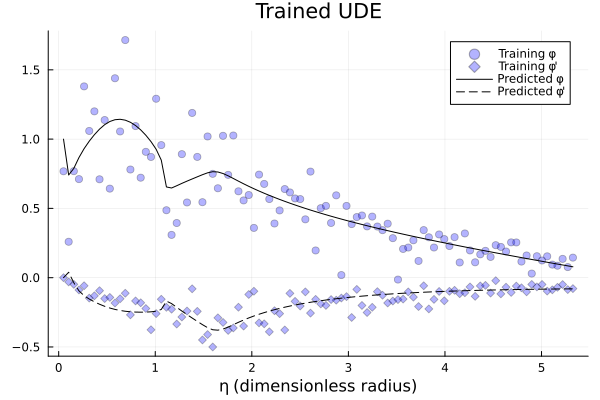 Trained UDE
Training φ
Training φ'
Predicted φ
Predicted φ'
1.5
1.0
0.5
0.0
−0.5
0
1
2
3
4
5
η (dimensionless radius)